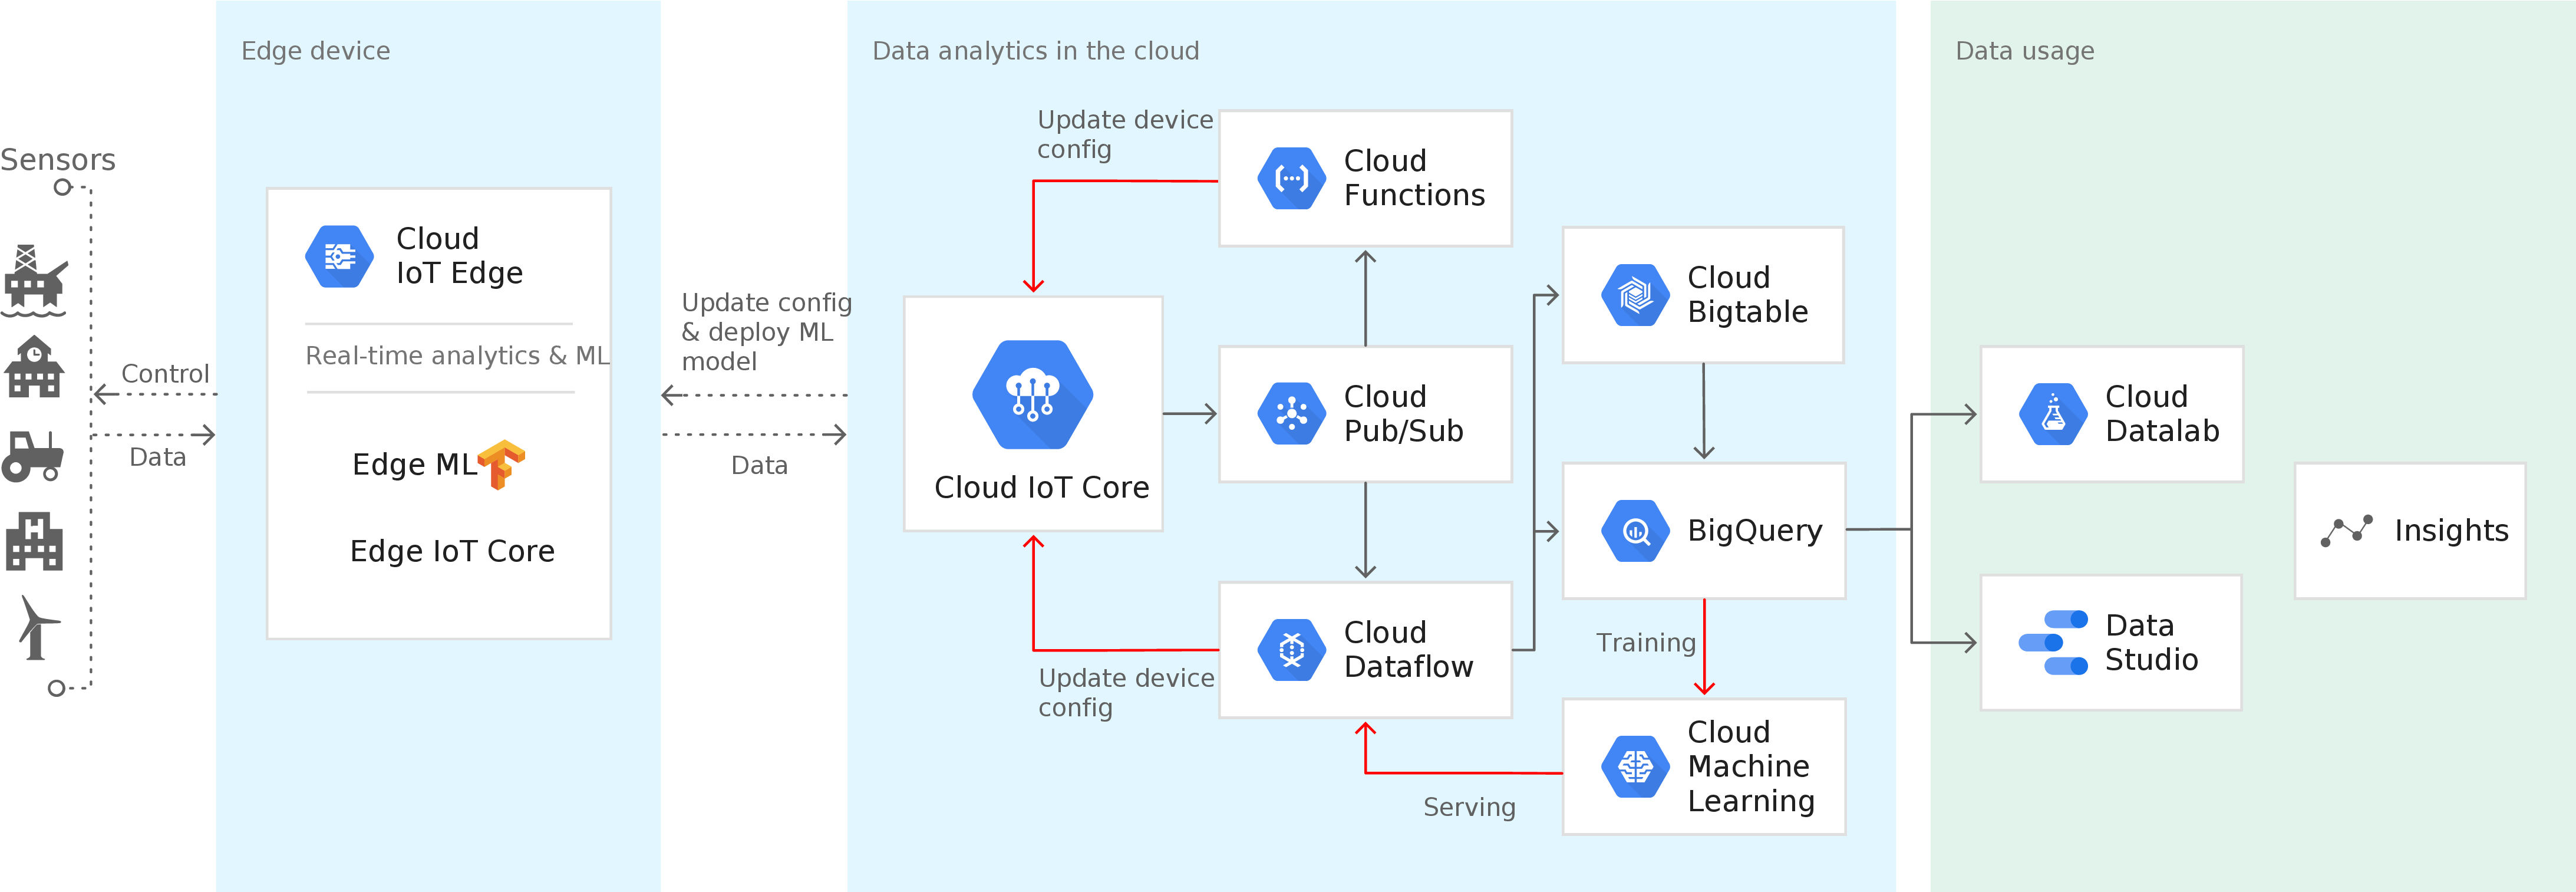 Edge device
Data analytics in the cloud
Data usage
Sensors
Control
Data
Cloud
IoT Edge
Real-time analytics & ML
Edge ML
Edge IoT Core
Update config
& deploy ML
model
Data
Update device
config
Cloud
Functions
Cloud IoT Core
Cloud
Pub/Sub
Update device
config
Cloud
Dataflow
Cloud
Bigtable
BigQuery
Training
Serving
Cloud
Machine
Learning
Cloud
Datalab
Data
Studio
Insights